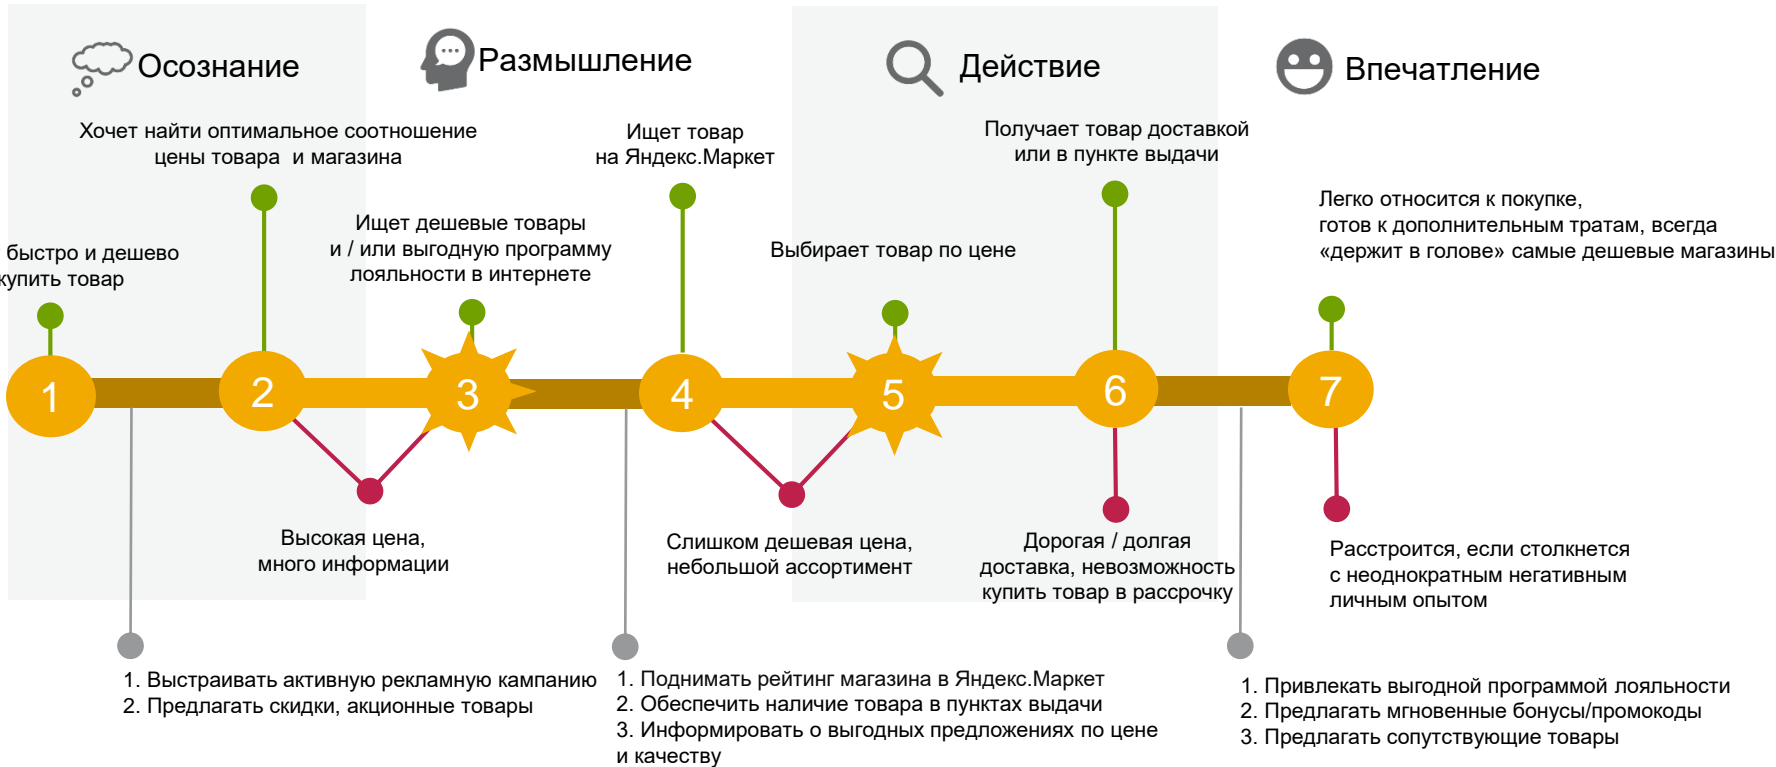 Осознание
Размышление
Действие
Впечатление
Хочет найти оптимальное соотношение
цены товара и магазина
Ищет товар
на Яндекс.Маркет
Получает товар доставкой
или в пункте выдачи
быстро и дешево
купить товар
Ищет дешевые товары
и / или выгодную программу
лояльности в интернете
Выбирает товар по цене
Легко относится к покупке,
готов к дополнительным тратам, всегда
«держит в голове» самые дешевые магазины
1
2
3
4
5
6
7
Высокая цена,
много информации
Слишком дешевая цена,
небольшой ассортимент
Дорогая / долгая
доставка, невозможность
купить товар в рассрочку
Расстроится, если столкнется
с неоднократным негативным
личным опытом
1. Выстраивать активную рекламную кампанию
2. Предлагать скидки, акционные товары
1. Поднимать рейтинг магазина в Яндекс.Маркет
2. Обеспечить наличие товара в пунктах выдачи
3. Информировать о выгодных предложениях по цене
и качеству
1. Привлекать выгодной программой лояльности
2. Предлагать мгновенные бонусы/промокоды
3. Предлагать сопутствующие товары